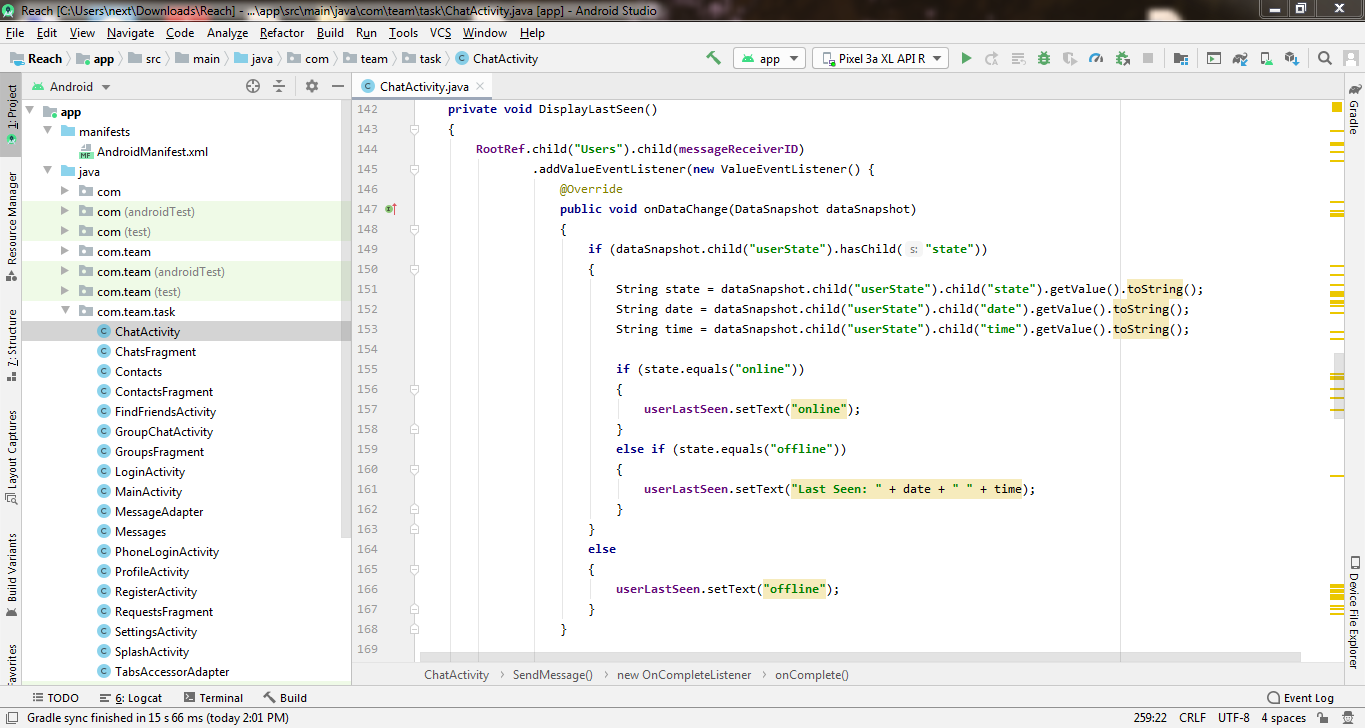 Reach [C:\Users\next\Downloads\Reach] - ...\app\src\main\java\com\team\task\ChatActivity.java [app] - Android Studio
File Edit View Navigate Code Analyze Refactor Build Run Tools VCS Window Help
Reach app src main java com team task ChatActivity app Pixel 3a XL API R
1: Project
Resource Manager
7: Structure
Layout Captures
Build Variants
Favorites
Android
app
manifests
MF AndroidManifest.xml
java
com
com (androidTest)
com (test)
com.team
com.team (androidTest)
com.team (test)
com.team.task
C ChatActivity
C ChatsFragment
C Contacts
C ContactsFragment
C FindFriendsActivity
C GroupChatActivity
C GroupsFragment
C LoginActivity
C MainActivity
C MessageAdapter
C Messages
C PhoneLoginActivity
C ProfileActivity
C RegisterActivity
C RequestsFragment
C SettingsActivity
C SplashActivity
C TabsAccessorAdapter
C ChatActivity.java
142 private void DisplayLastSeen()
143 {
144 RootRef.child("Users").child(messageReceiverID)
145 .addValueEventListener(new ValueEventListener() {
146 @Override
147 public void onDataChange(DataSnapshot dataSnapshot)
148 {
149 if (dataSnapshot.child("userState").hasChild( s: "state"))
150 {
151 String state = dataSnapshot.child("userState").child("state").getValue().toString();
152 String date = dataSnapshot.child("userState").child("date").getValue().toString();
153 String time = dataSnapshot.child("userState").child("time").getValue().toString();
154
155 if (state.equals("online"))
156 {
157 userLastSeen.setText("online");
158 }
159 else if (state.equals("offline"))
160 {
161 userLastSeen.setText("Last Seen: " + date + " " + time);
162 }
163 }
164 else
165 {
166 userLastSeen.setText("offline");
167 }
168 }
169
ChatActivity SendMessage() new OnCompleteListener onComplete()
Gradle
Device File Explorer
TODO 6: Logcat Terminal Build Event Log
Gradle sync finished in 15 s 66 ms (today 2:01 PM) 259:22 CRLF UTF-8 4 spaces